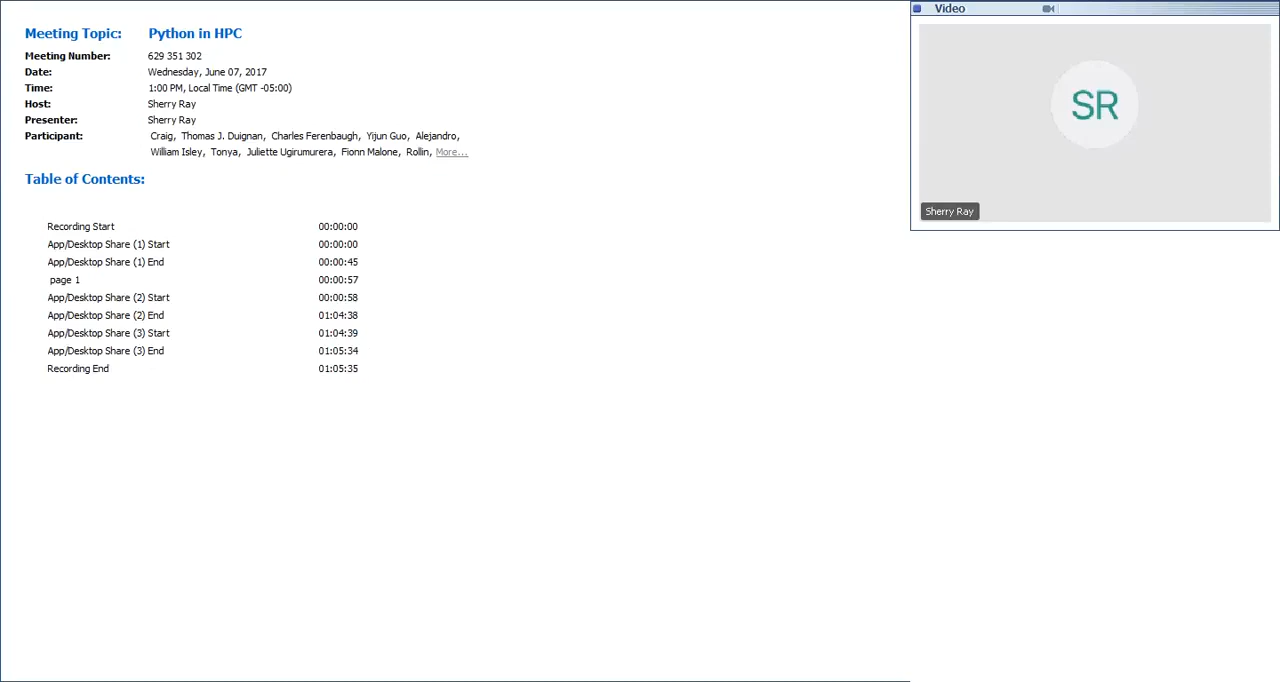 Meeting Topic: Python in HPC
Meeting Number: 629 351 302
Date: Wednesday, June 07, 2017
Time: 1:00 PM, Local Time (GMT -05:00)
Host: Sherry Ray
Presenter: Sherry Ray
Participant: Craig, Thomas J. Duignan, Charles Ferenbaugh, Yijun Guo, Alejandro,
William Isley, Tonya, Juliette Ugirumurera, Fionn Malone, Rollin, More...
Table of Contents:
Recording Start 00:00:00
App/Desktop Share (1) Start 00:00:00
App/Desktop Share (1) End 00:00:45
page 1 00:00:57
App/Desktop Share (2) Start 00:00:58
App/Desktop Share (2) End 01:04:38
App/Desktop Share (3) Start 01:04:39
App/Desktop Share (3) End 01:05:34
Recording End 01:05:35
Video
SR
Sherry Ray